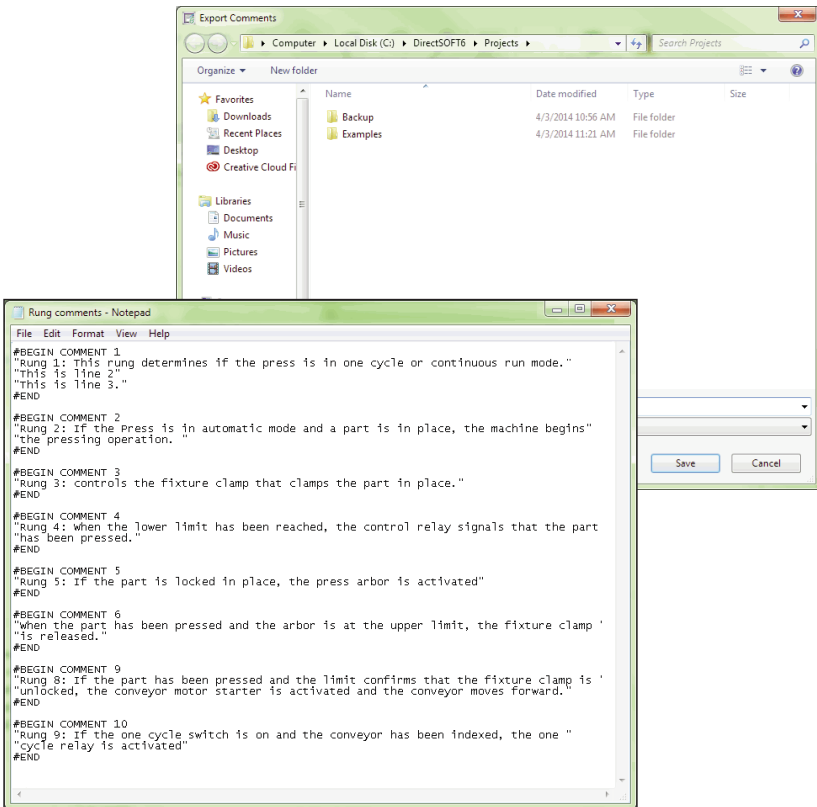 Export Comments
Computer Local Disk (C:) DirectSOFT6 Projects
Search Projects
Organize New folder
Favorites
Downloads
Recent Places
Desktop
Creative Cloud Fi
Libraries
Documents
Music
Pictures
Videos
Name Date modified Type Size
Backup 4/3/2014 10:56 AM File folder
Examples 4/3/2014 11:21 AM File folder
Save Cancel
Rung comments - Notepad
File Edit Format View Help
#BEGIN COMMENT 1
"Rung 1: This rung determines if the press is in one cycle or continuous run mode."
"This is line 2"
"This is line 3."
#END
#BEGIN COMMENT 2
"Rung 2: If the Press is in automatic mode and a part is in place, the machine begins"
"the pressing operation. "
#END
#BEGIN COMMENT 3
"Rung 3: controls the fixture clamp that clamps the part in place."
#END
#BEGIN COMMENT 4
"Rung 4: when the lower limit has been reached, the control relay signals that the part
"has been pressed."
#END
#BEGIN COMMENT 5
"Rung 5: If the part is locked in place, the press arbor is activated"
#END
#BEGIN COMMENT 6
"when the part has been pressed and the arbor is at the upper limit, the fixture clamp '
"is released."
#END
#BEGIN COMMENT 9
"Rung 8: If the part has been pressed and the limit confirms that the fixture clamp is '
"unlocked, the conveyor motor starter is activated and the conveyor moves forward."
#END
#BEGIN COMMENT 10
"Rung 9: If the one cycle switch is on and the conveyor has been indexed, the one "
"cycle relay is activated"
#END